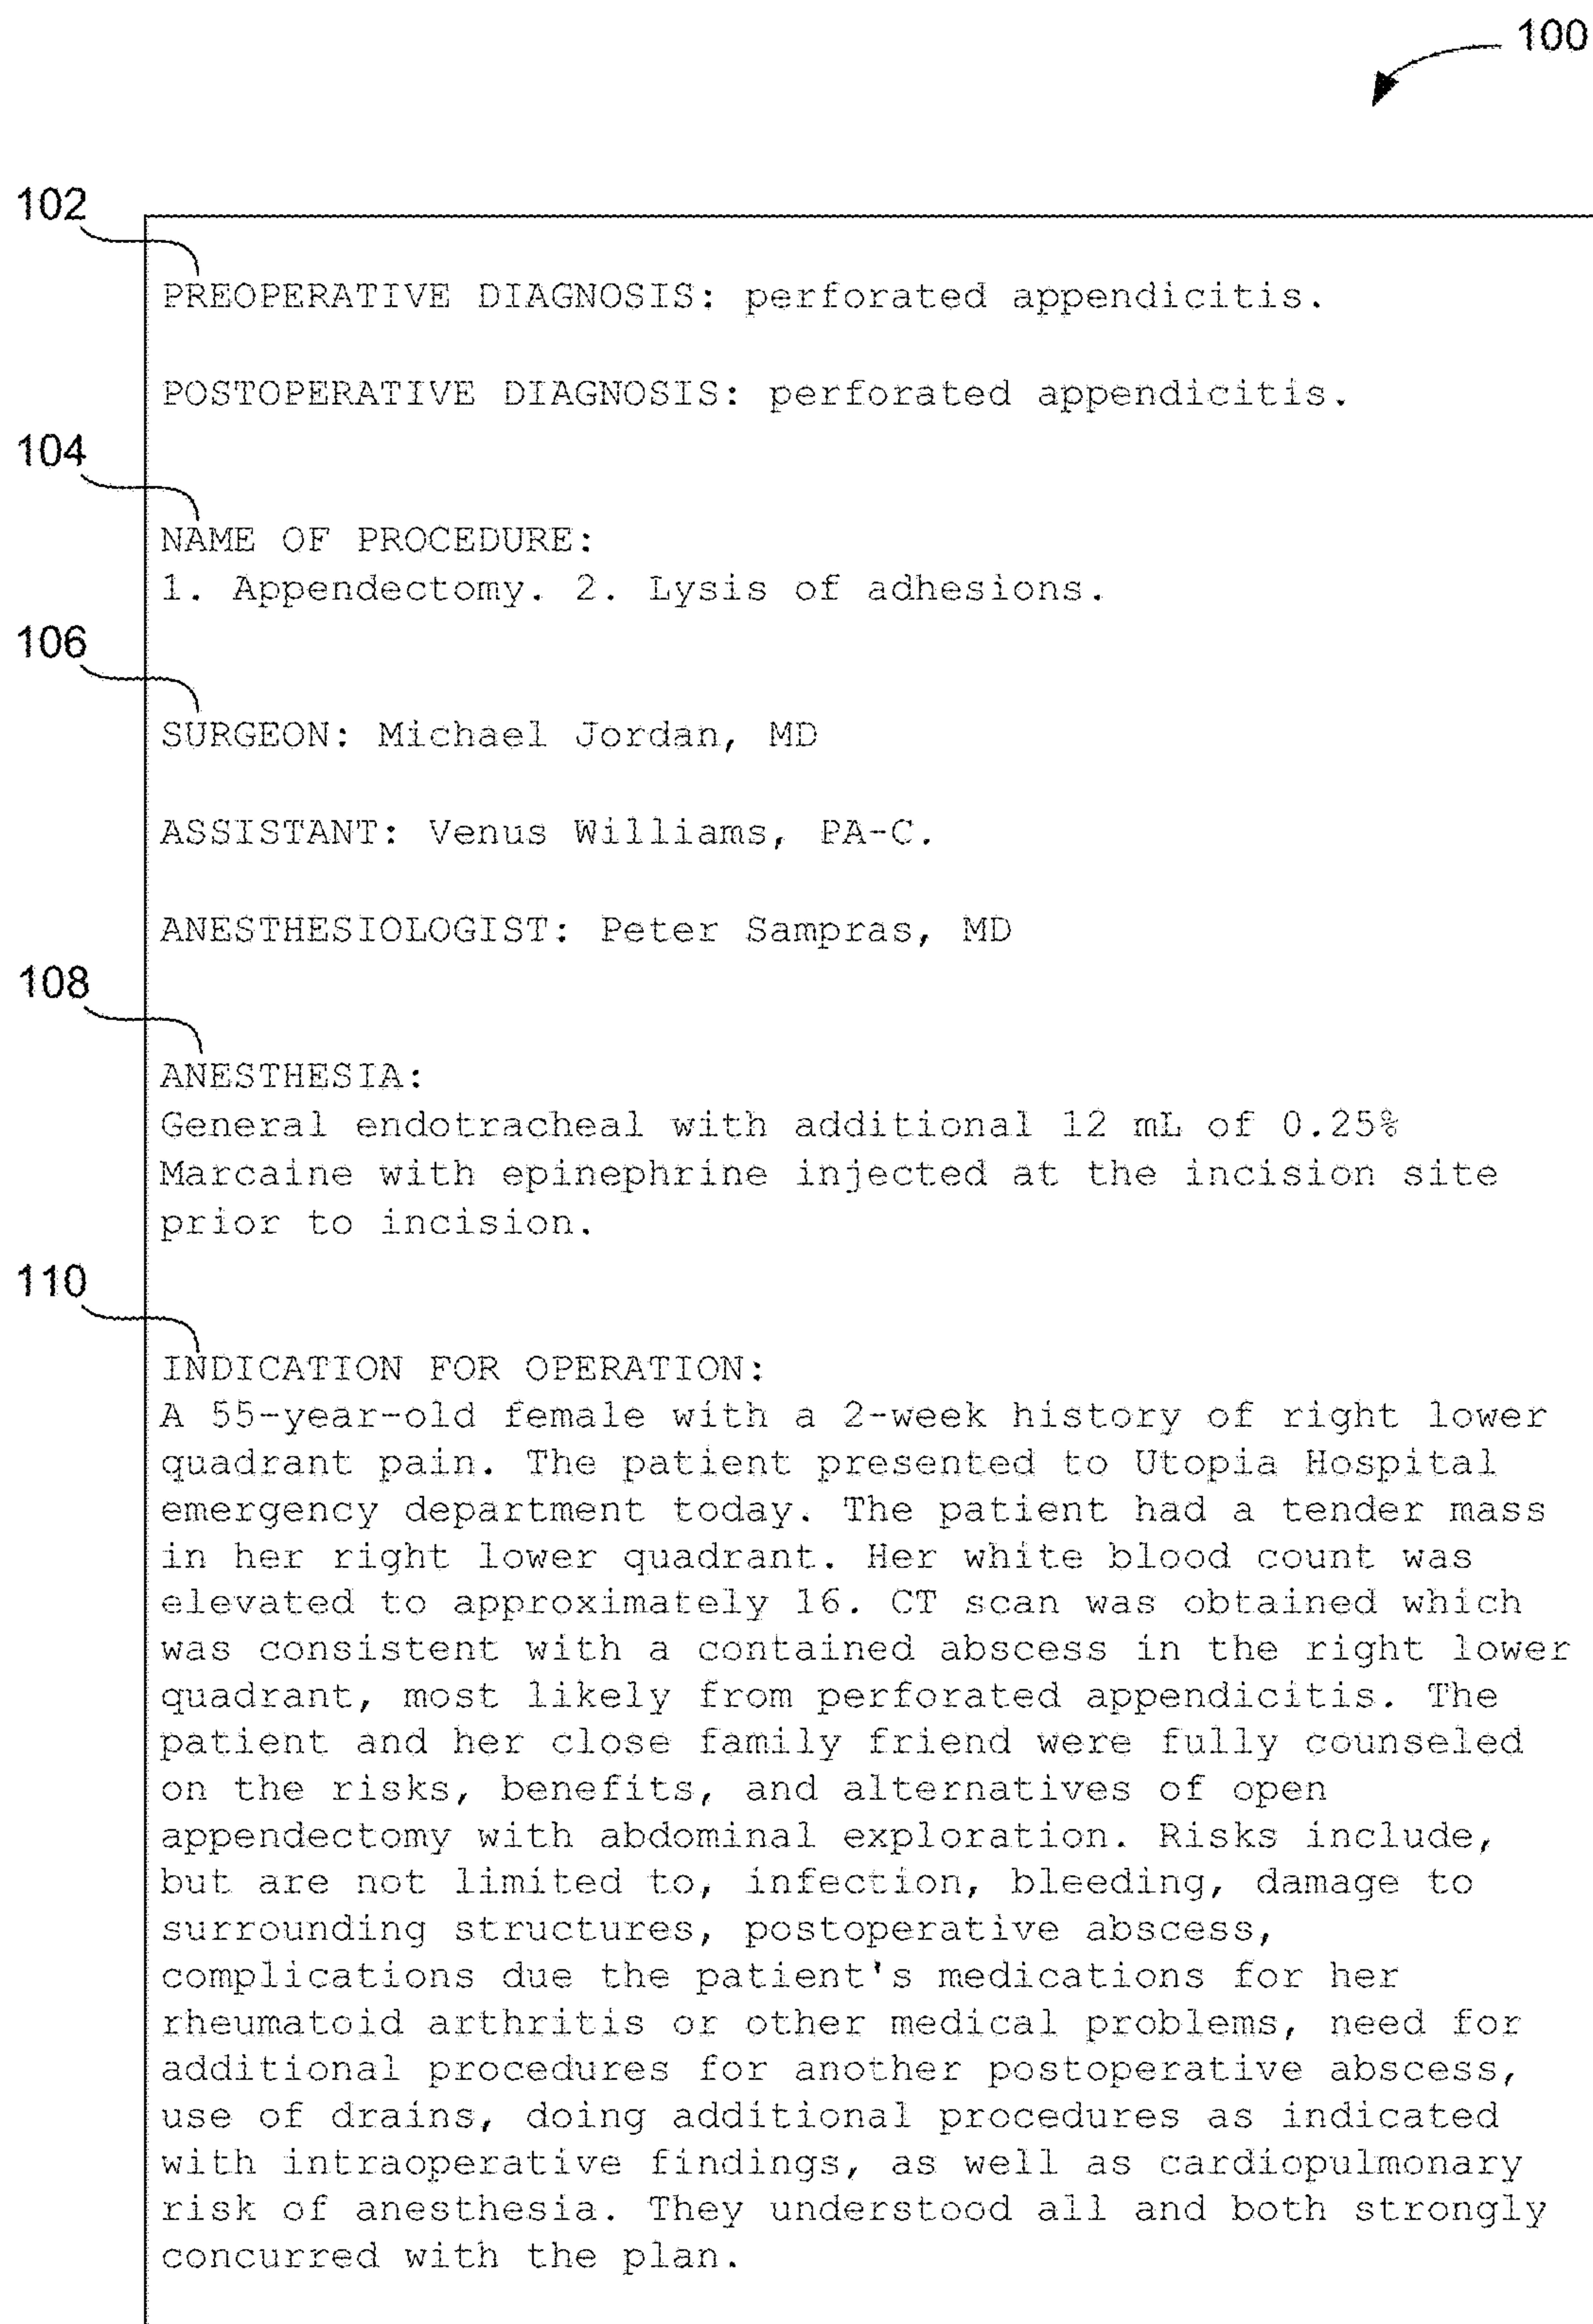 100
102
PREOPERATIVE DIAGNOSIS: perforated appendicitis.
POSTOPERATIVE DIAGNOSIS: perforated appendicitis.
104
NAME OF PROCEDURE:
1. Appendectomy. 2. Lysis of adhesions.
106
SURGEON: Michael Jordan, MD
ASSISTANT: Venus Williams, PA-C.
ANESTHESIOLOGIST: Peter Sampras, MD
108
ANESTHESIA:
General endotracheal with additional 12 mL of 0.25%
Marcaine with epinephrine injected at the incision site
prior to incision.
110
INDICATION FOR OPERATION:
A 55-year-old female with a 2-week history of right lower
quadrant pain. The patient presented to Utopia Hospital
emergency department today. The patient had a tender mass
in her right lower quadrant. Her white blood count was
elevated to approximately 16. CT scan was obtained which
was consistent with a contained abscess in the right lower
quadrant, most likely from perforated appendicitis. The
patient and her close family friend were fully counseled
on the risks, benefits, and alternatives of open
appendectomy with abdominal exploration. Risks include,
but are not limited to, infection, bleeding, damage to
surrounding structures, postoperative abscess,
complications due the patient's medications for her
rheumatoid arthritis or other medical problems, need for
additional procedures for another postoperative abscess,
use of drains, doing additional procedures as indicated
with intraoperative findings, as well as cardiopulmonary
risk of anesthesia. They understood all and both strongly
concurred with the plan.